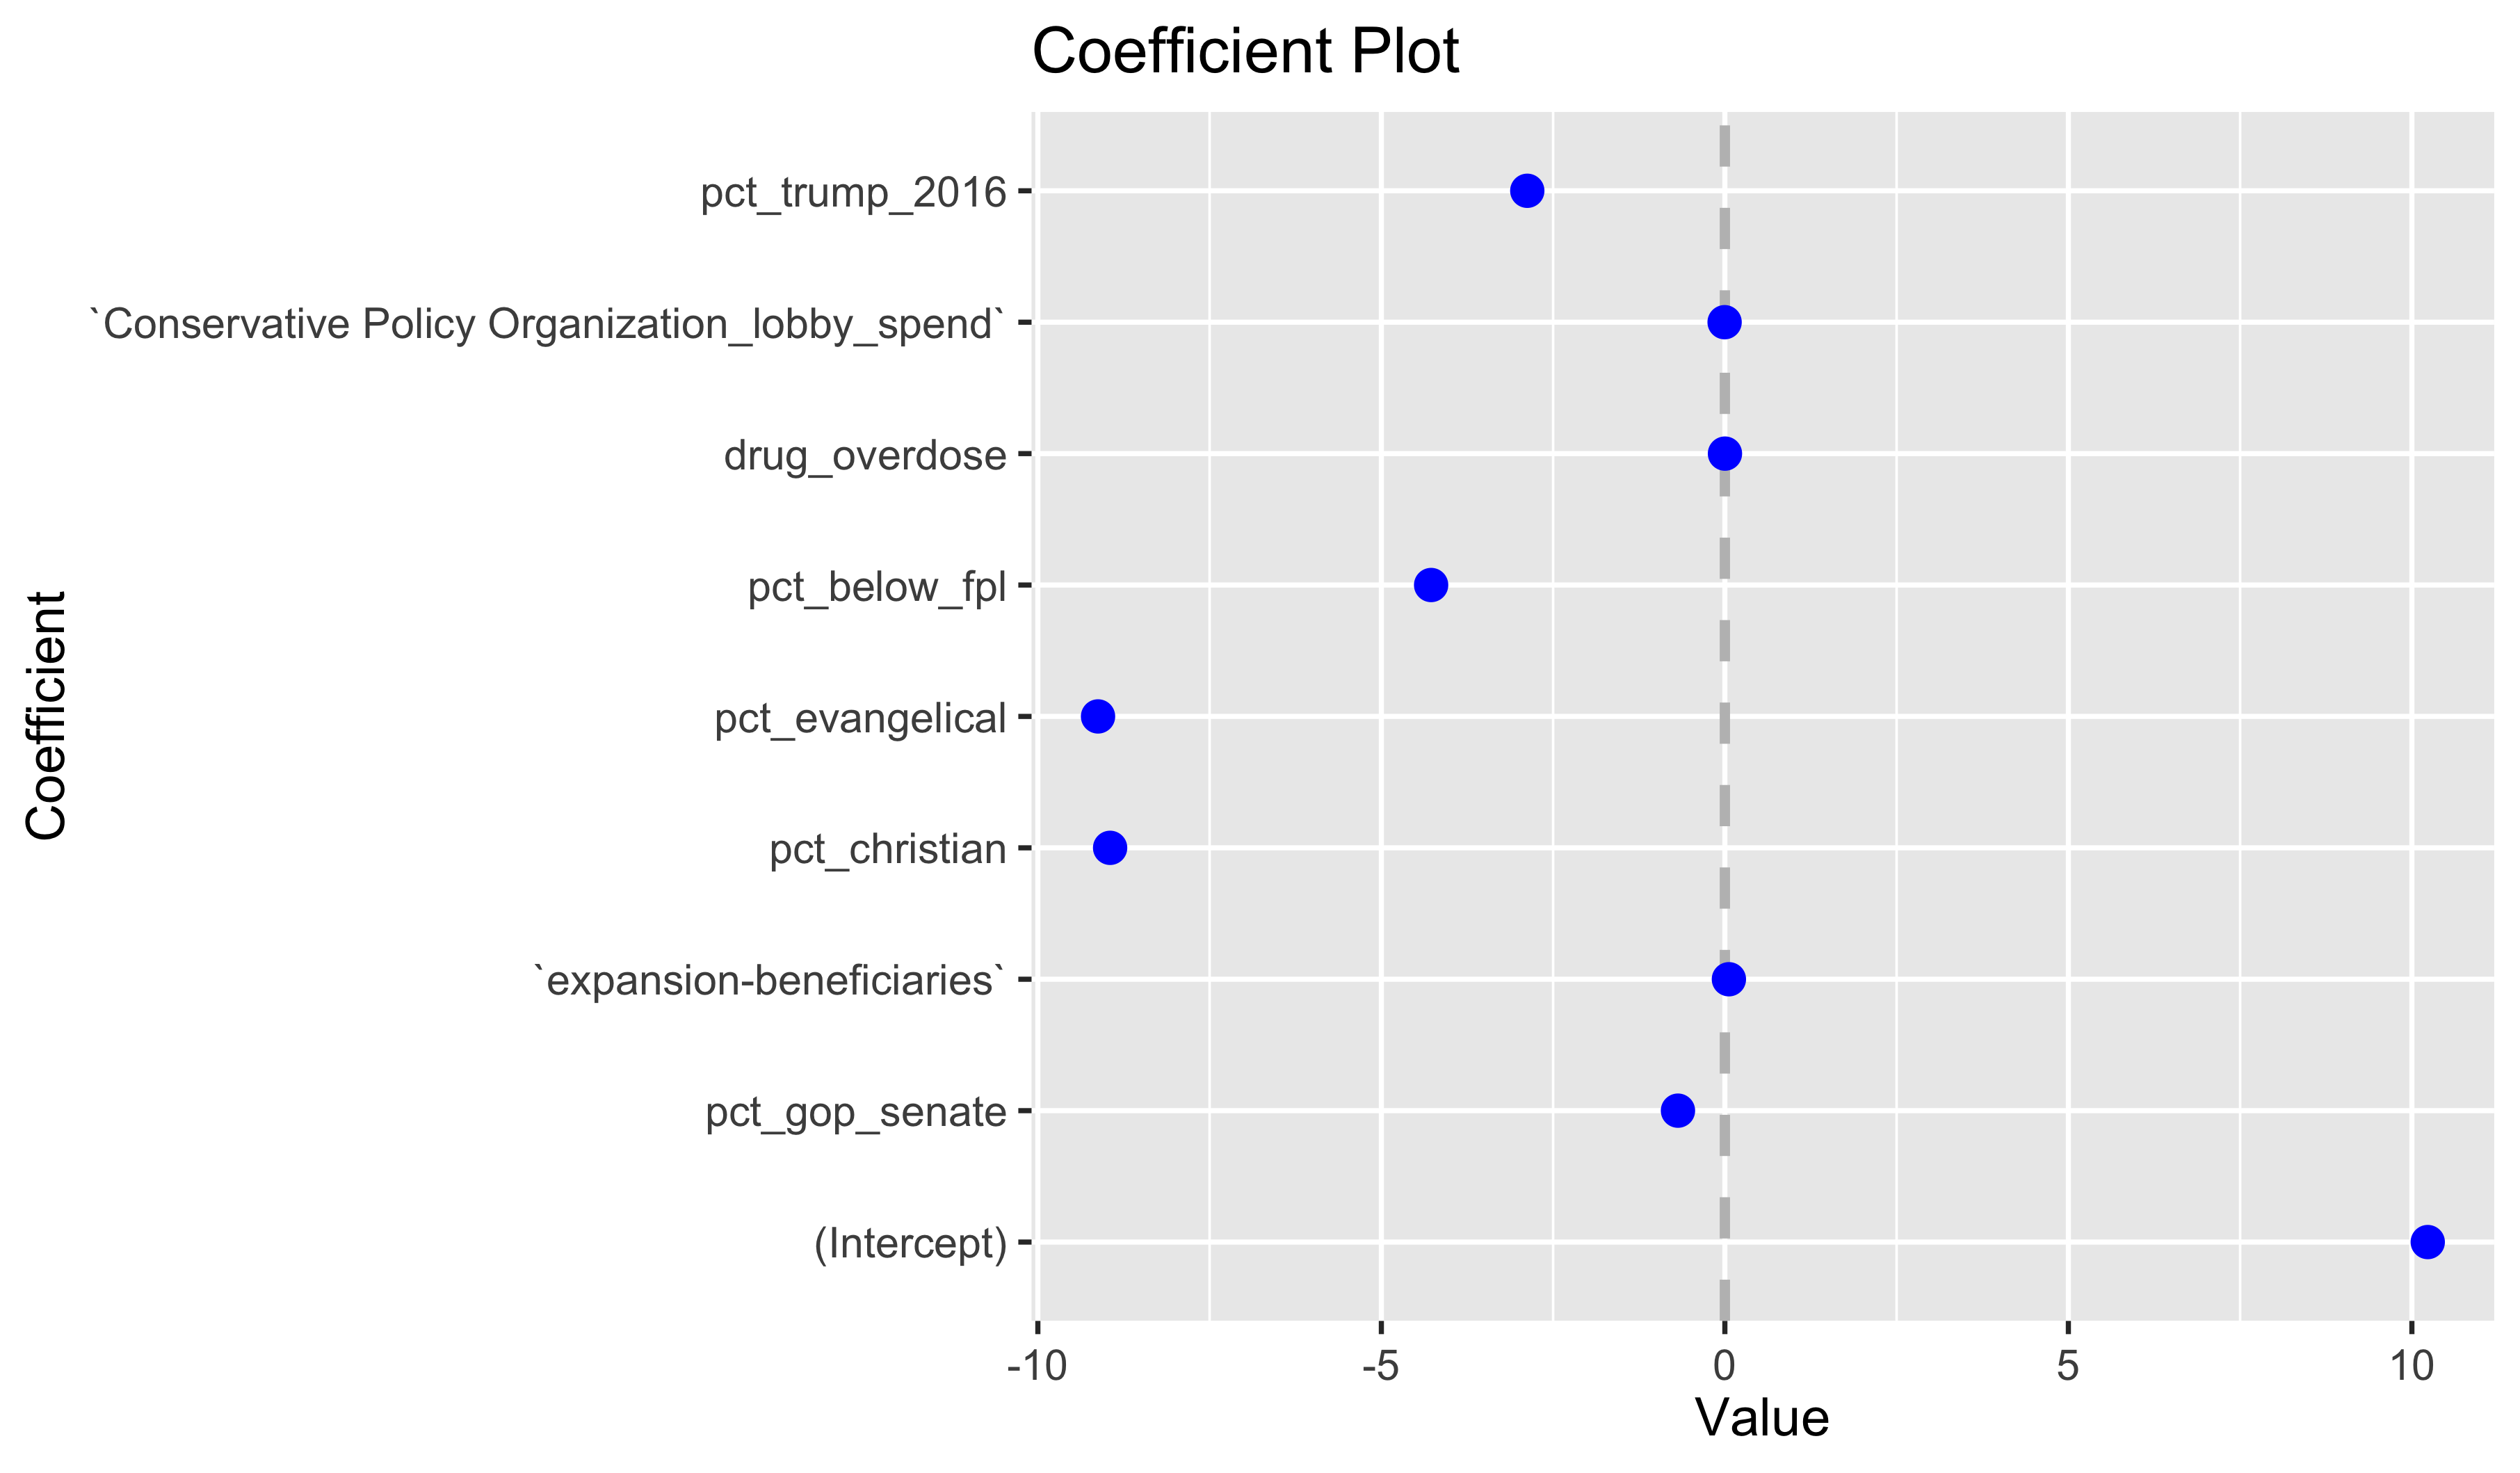 Coefficient Plot
pct_trump_2016
`Conservative Policy Organization_lobby_spend`
drug_overdose
pct_below_fpl
pct_evangelical
pct_christian
`expansion-beneficiaries`
pct_gop_senate
(Intercept)
Coefficient
-10 -5 0 5 10
Value